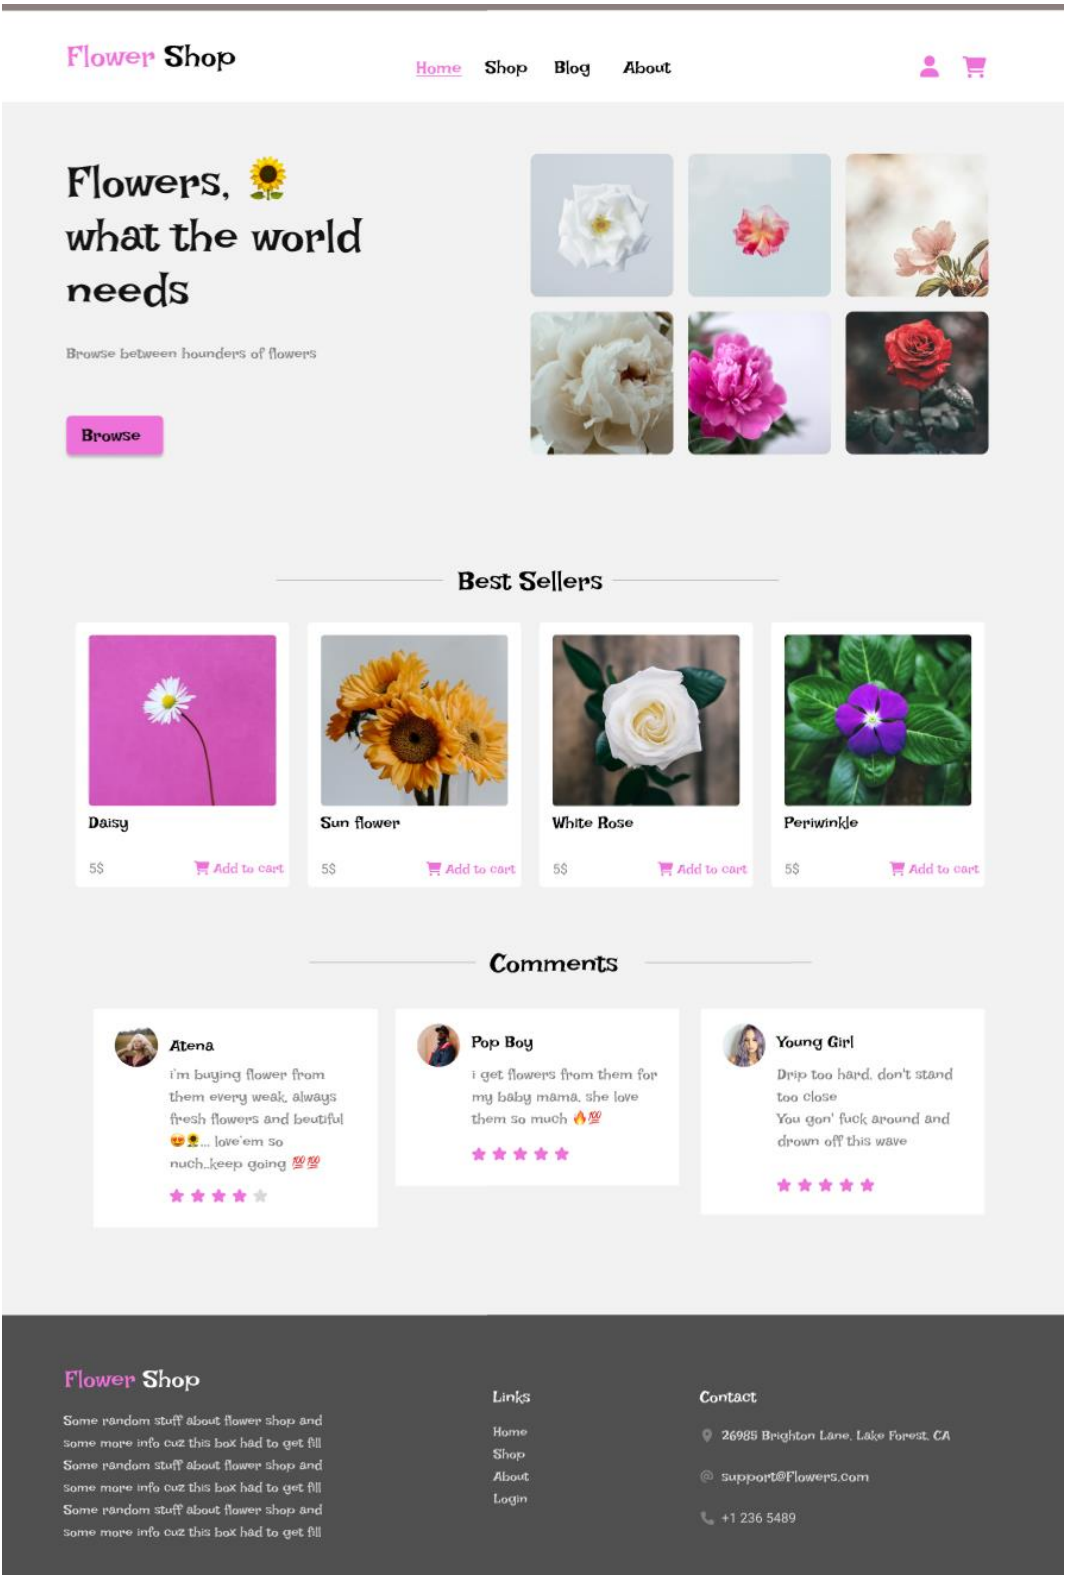 Flower Shop
Home Shop Blog About
Flowers, 🌻
what the world
needs
Browse between hounders of flowers
Browse
Best Sellers
Daisy
5$ Add to cart
Sun flower
5$ Add to cart
White Rose
5$ Add to cart
Periwinkle
5$ Add to cart
Comments
Atena
i'm buying flower from
them every weak, always
fresh flowers and beutiful
😍🌻... love'em so
nuch..keep going 💯💯
Pop Boy
i get flowers from them for
my baby mama, she love
them so much 🔥💯
Young Girl
Drip too hard, don't stand
too close
You gon' fuck around and
drown off this wave
Flower Shop
Some random stuff about flower shop and
some more info cuz this box had to get fill
Some random stuff about flower shop and
some more info cuz this box had to get fill
Some random stuff about flower shop and
some more info cuz this box had to get fill
Links
Home
Shop
About
Login
Contact
26985 Brighton Lane, Lake Forest, CA
support@Flowers.com
+1 236 5489